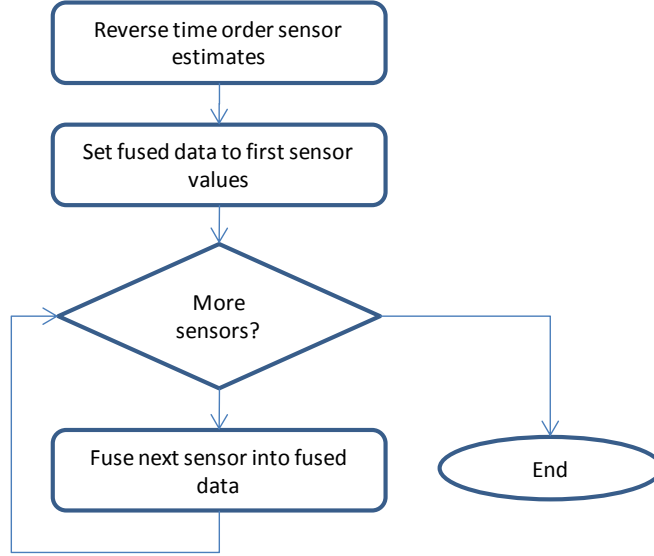 Reverse time order sensor
estimates
Set fused data to first sensor
values
More
sensors?
Fuse next sensor into fused
data
End